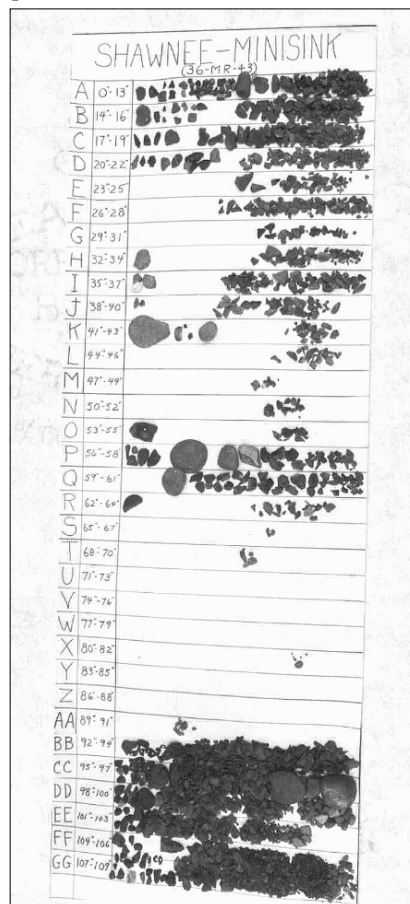 SHAWNEE-MINISINK
(36-MR-43)
A 0"-13"
B 14"-16"
C 17"-19"
D 20"-22"
E 23"-25"
F 26"-28"
G 29"-31"
H 32"-34"
I 35"-37"
J 38"-40"
K 41"-43"
L 44"-46"
M 47"-49"
N 50"-52"
O 53"-55"
P 56"-58"
Q 59"-61"
R 62"-64"
S 65"-67"
T 68"-70"
U 71"-73"
V 74"-76"
W 77"-79"
X 80"-82"
Y 83"-85"
Z 86"-88"
AA 89"-91"
BB 92"-94"
CC 95"-97"
DD 98"-100"
EE 101"-103
FF 104"-106
GG 107"-109"